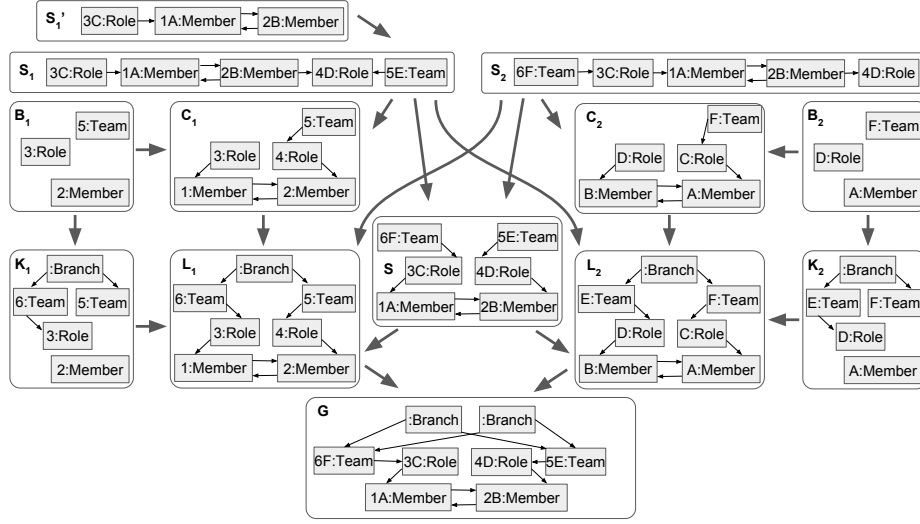 S1' 3C:Role 1A:Member 2B:Member
S1 3C:Role 1A:Member 2B:Member 4D:Role 5E:Team
S2 6F:Team 3C:Role 1A:Member 2B:Member 4D:Role
B1 5:Team
3:Role
2:Member
C1 5:Team
3:Role 4:Role
1:Member 2:Member
C2 F:Team
D:Role C:Role
B:Member A:Member
B2 F:Team
D:Role
A:Member
K1 :Branch
6:Team 5:Team
3:Role
2:Member
L1 :Branch
6:Team 5:Team
3:Role 4:Role
1:Member 2:Member
6F:Team 5E:Team
S 3C:Role 4D:Role
1A:Member 2B:Member
L2 :Branch
E:Team F:Team
D:Role C:Role
B:Member A:Member
K2 :Branch
E:Team F:Team
D:Role
A:Member
G :Branch :Branch
6F:Team 3C:Role 4D:Role 5E:Team
1A:Member 2B:Member